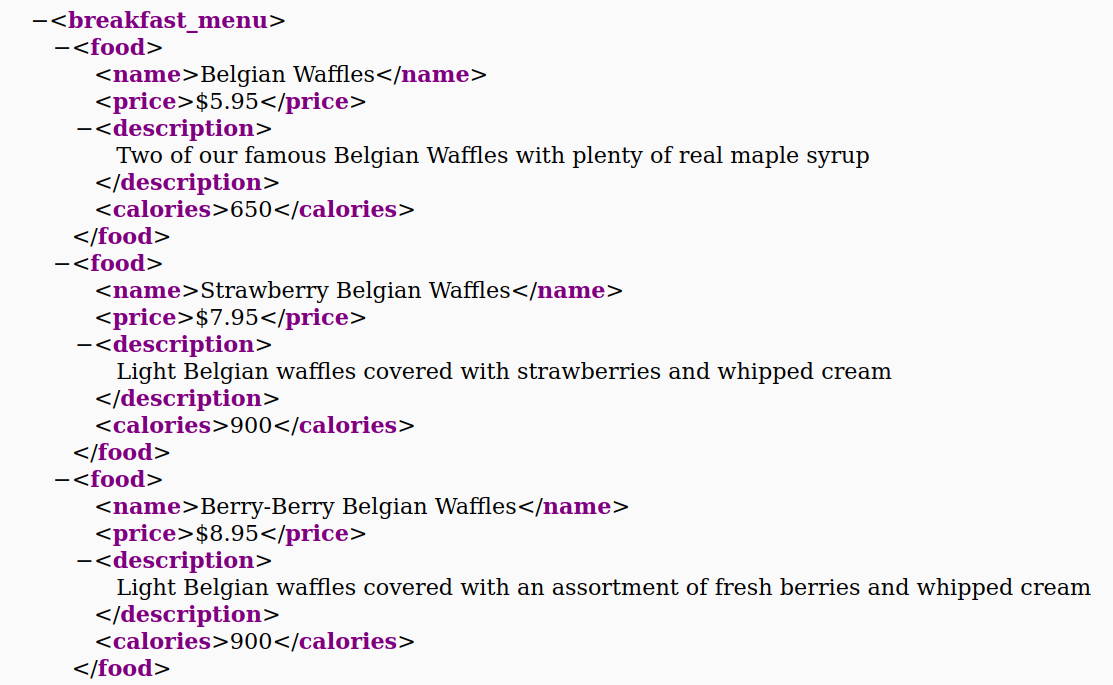 −<breakfast_menu>
−<food>
<name>Belgian Waffles</name>
<price>$5.95</price>
−<description>
Two of our famous Belgian Waffles with plenty of real maple syrup
</description>
<calories>650</calories>
</food>
−<food>
<name>Strawberry Belgian Waffles</name>
<price>$7.95</price>
−<description>
Light Belgian waffles covered with strawberries and whipped cream
</description>
<calories>900</calories>
</food>
−<food>
<name>Berry-Berry Belgian Waffles</name>
<price>$8.95</price>
−<description>
Light Belgian waffles covered with an assortment of fresh berries and whipped cream
</description>
<calories>900</calories>
</food>